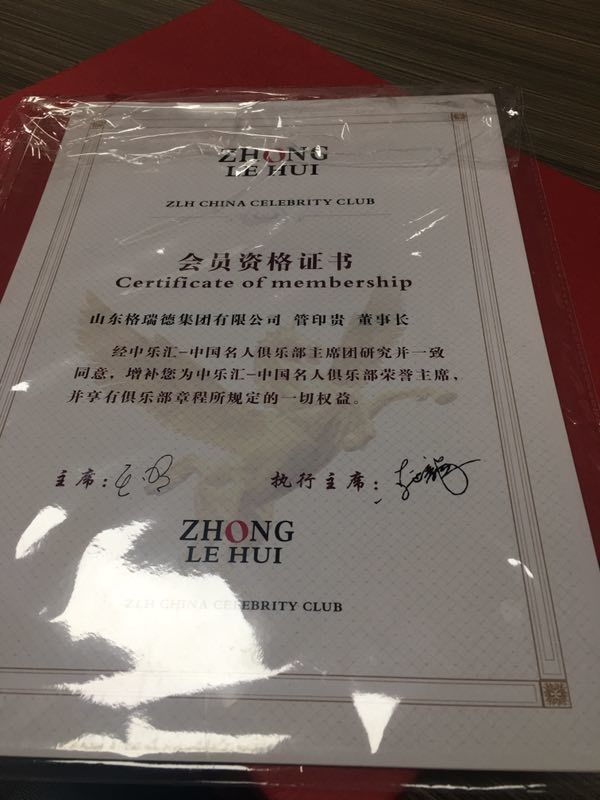 ZHONG
LE HUI
ZLH CHINA CELEBRITY CLUB
会员资格证书
Certificate of membership
山东格瑞德集团有限公司 管印贵 董事长
经中乐汇-中国名人俱乐部主席团研究并一致
同意，增补您为中乐汇-中国名人俱乐部荣誉主席，
并享有俱乐部章程所规定的一切权益。
主席：
执行主席：
ZHONG
LE HUI
ZLH CHINA CELEBRITY CLUB